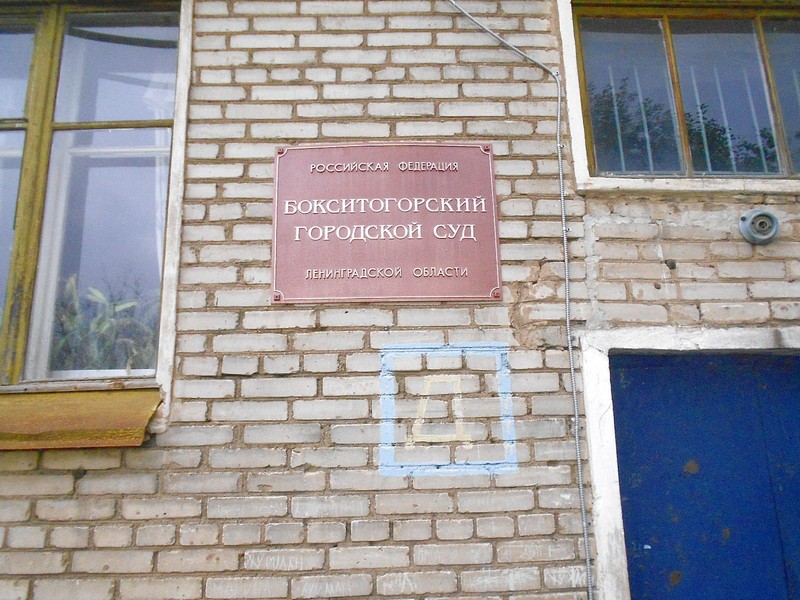 РОССИЙСКАЯ ФЕДЕРАЦИЯ
БОКСИТОГОРСКИЙ
ГОРОДСКОЙ СУД
ЛЕНИНГРАДСКОЙ ОБЛАСТИ
Д